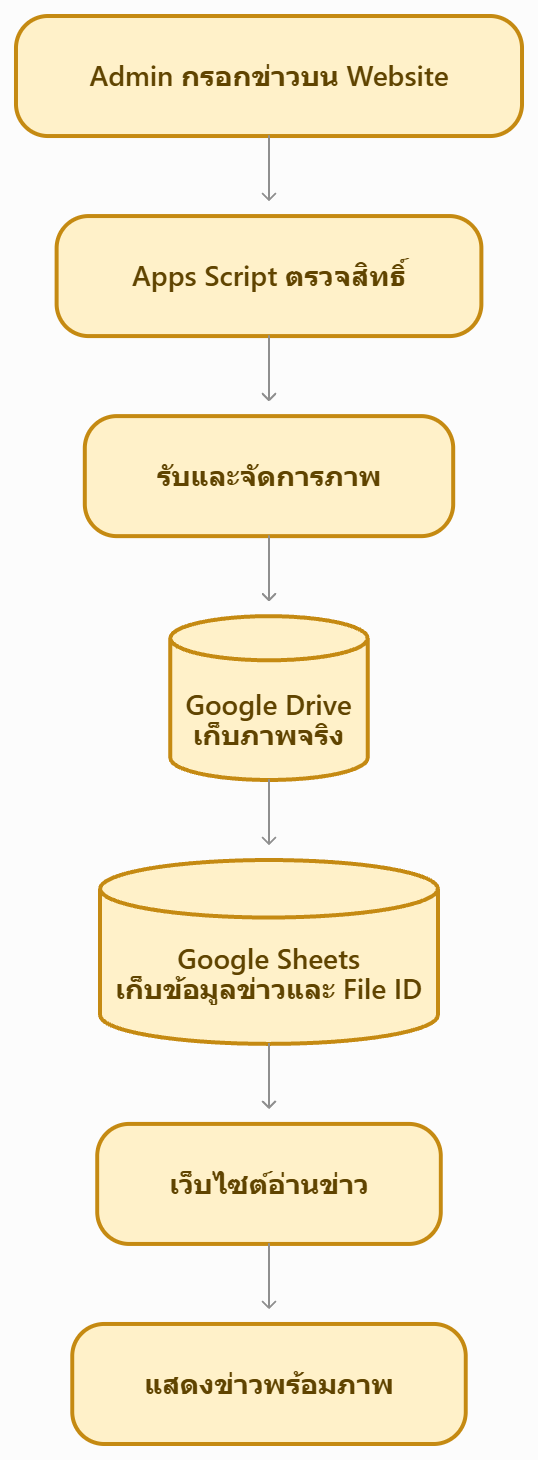 Admin กรอกข่าวบน Website
Apps Script ตรวจสิทธิ์
รับและจัดการภาพ
Google Drive
เก็บภาพจริง
Google Sheets
เก็บข้อมูลข่าวและ File ID
เว็บไซต์อ่านข่าว
แสดงข่าวพร้อมภาพ